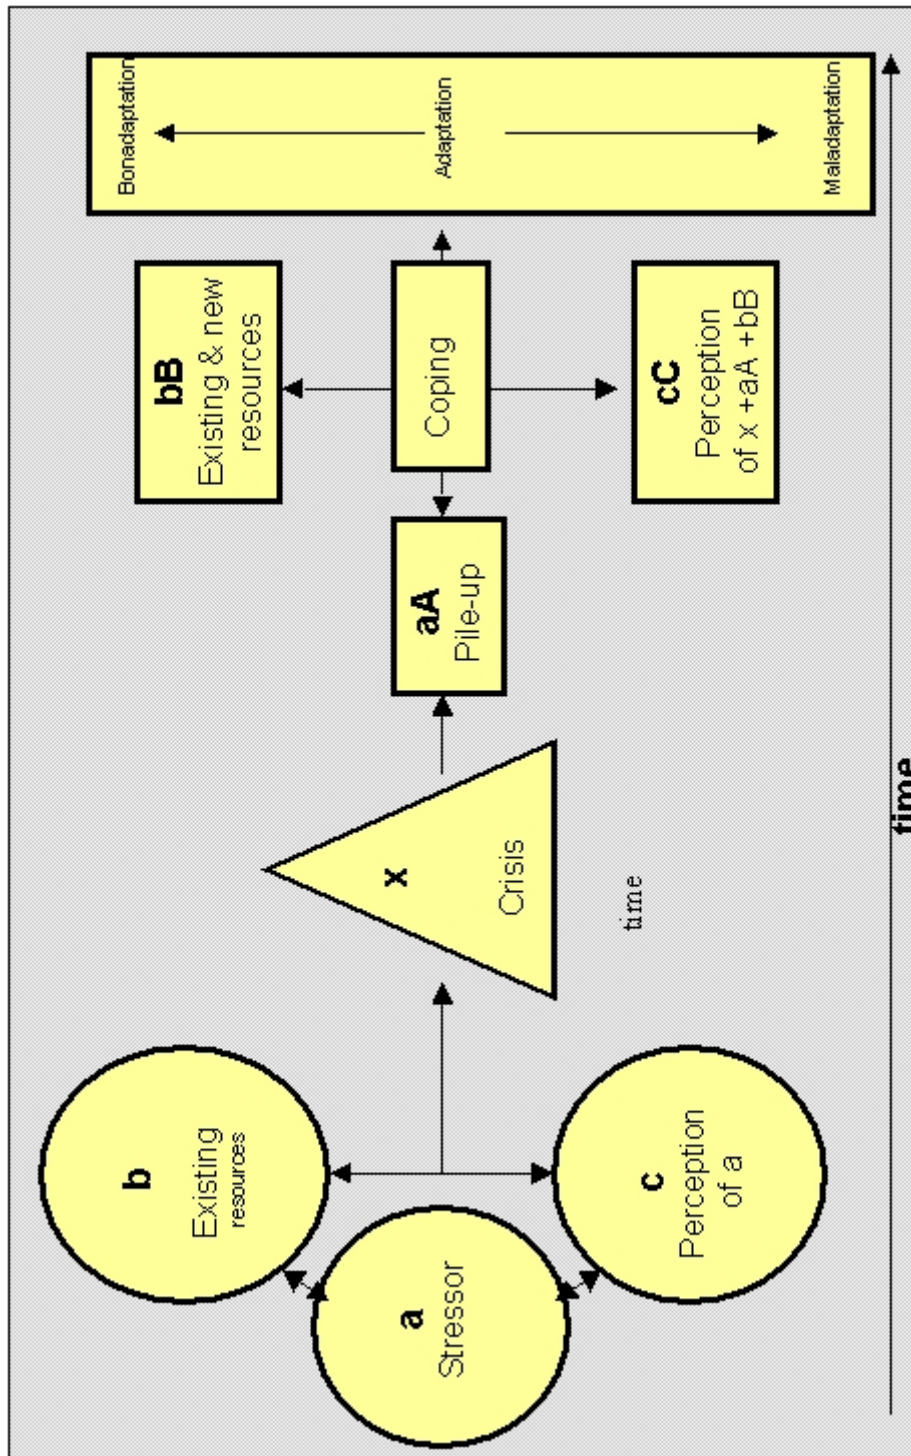 b
Existing
resources
a
Stressor
c
Perception
of a
x
Crisis
time
aA
Pile-up
bB
Existing & new
resources
Coping
cC
Perception
of x +aA +bB
Bonadaptation
Adaptation
Maladaptation
time